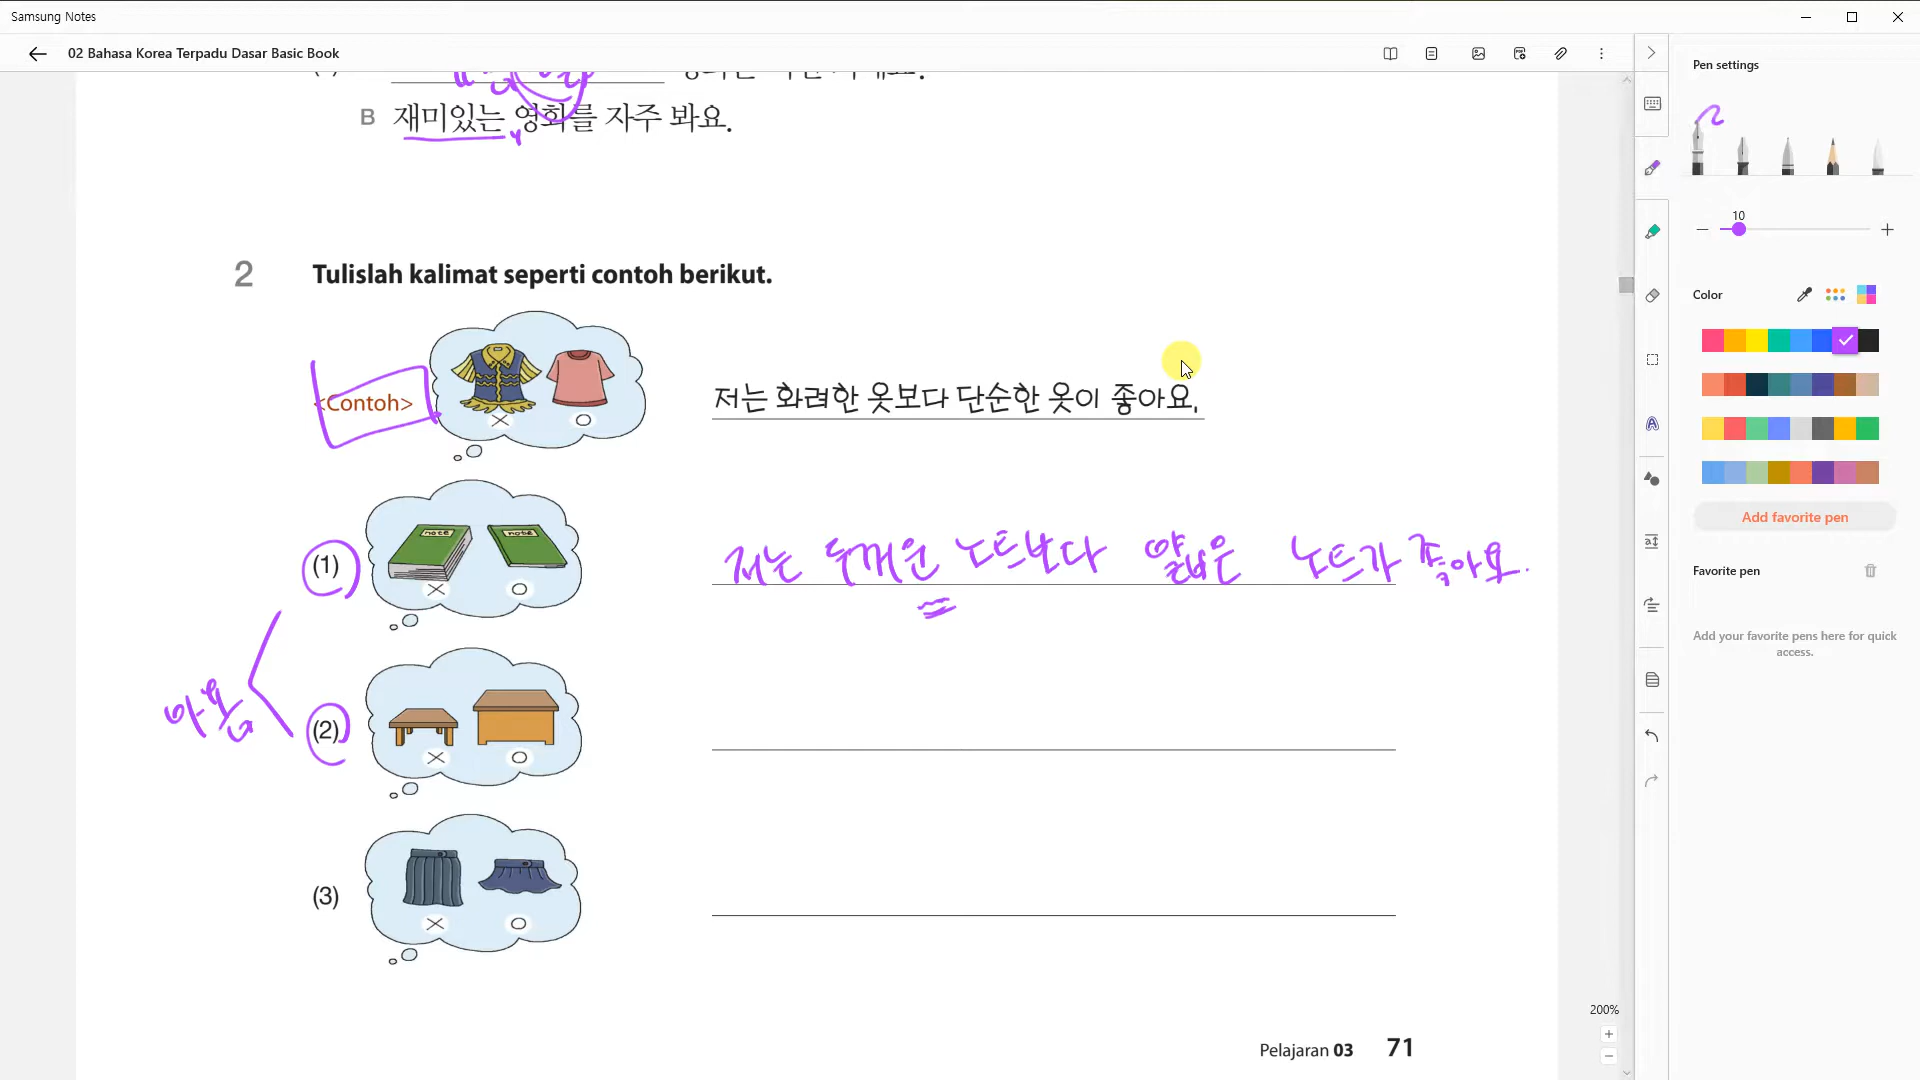 Samsung Notes
02 Bahasa Korea Terpadu Dasar Basic Book
Pen settings
B 재미있는 영화를 자주 봐요.
10
2 Tulislah kalimat seperti contoh berikut.
Color
<Contoh>
저는 화려한 옷보다 단순한 옷이 좋아요.
Add favorite pen
(1)
note
note
저는 두꺼운 노트보다 얇은 노트가 좋아요.
Favorite pen
Add your favorite pens here for quick
access.
(2)
(3)
200%
Pelajaran 03 71